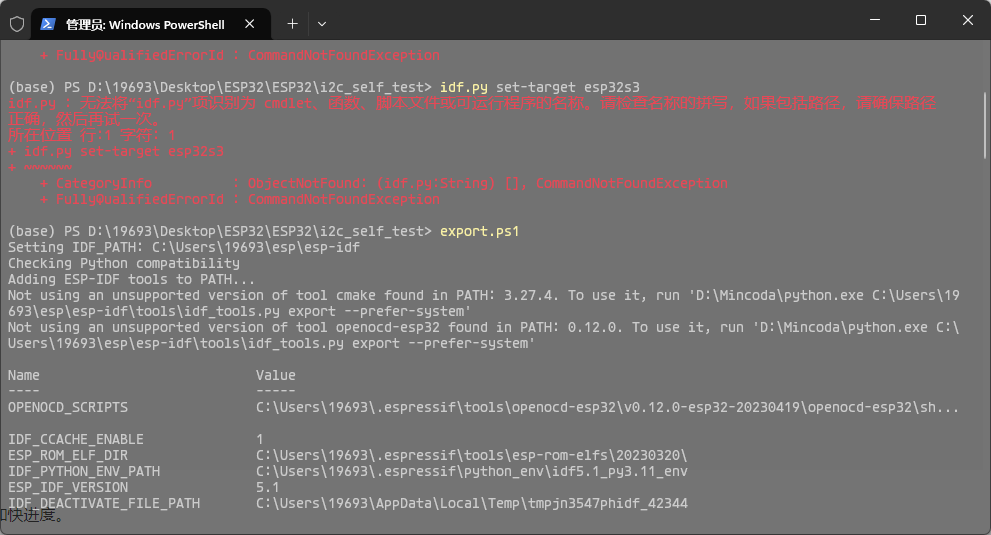 管理员: Windows PowerShell
+ FullyQualifiedErrorId : CommandNotFoundException
(base) PS D:\19693\Desktop\ESP32\ESP32\i2c_self_test> idf.py set-target esp32s3
idf.py : 无法将“idf.py”项识别为 cmdlet、函数、脚本文件或可运行程序的名称。请检查名称的拼写，如果包括路径，请确保路径
正确，然后再试一次。
所在位置 行:1 字符: 1
+ idf.py set-target esp32s3
+ ~~~~~~
+ CategoryInfo          : ObjectNotFound: (idf.py:String) [], CommandNotFoundException
+ FullyQualifiedErrorId : CommandNotFoundException
(base) PS D:\19693\Desktop\ESP32\ESP32\i2c_self_test> export.ps1
Setting IDF_PATH: C:\Users\19693\esp\esp-idf
Checking Python compatibility
Adding ESP-IDF tools to PATH...
Not using an unsupported version of tool cmake found in PATH: 3.27.4. To use it, run 'D:\Mincoda\python.exe C:\Users\19
693\esp\esp-idf\tools\idf_tools.py export --prefer-system'
Not using an unsupported version of tool openocd-esp32 found in PATH: 0.12.0. To use it, run 'D:\Mincoda\python.exe C:\
Users\19693\esp\esp-idf\tools\idf_tools.py export --prefer-system'
Name                           Value
----                           -----
OPENOCD_SCRIPTS                C:\Users\19693\.espressif\tools\openocd-esp32\v0.12.0-esp32-20230419\openocd-esp32\sh...
IDF_CCACHE_ENABLE              1
ESP_ROM_ELF_DIR                C:\Users\19693\.espressif\tools\esp-rom-elfs\20230320\
IDF_PYTHON_ENV_PATH            C:\Users\19693\.espressif\python_env\idf5.1_py3.11_env
ESP_IDF_VERSION                5.1
IDF_DEACTIVATE_FILE_PATH       C:\Users\19693\AppData\Local\Temp\tmpjn3547phidf_42344
快进度。